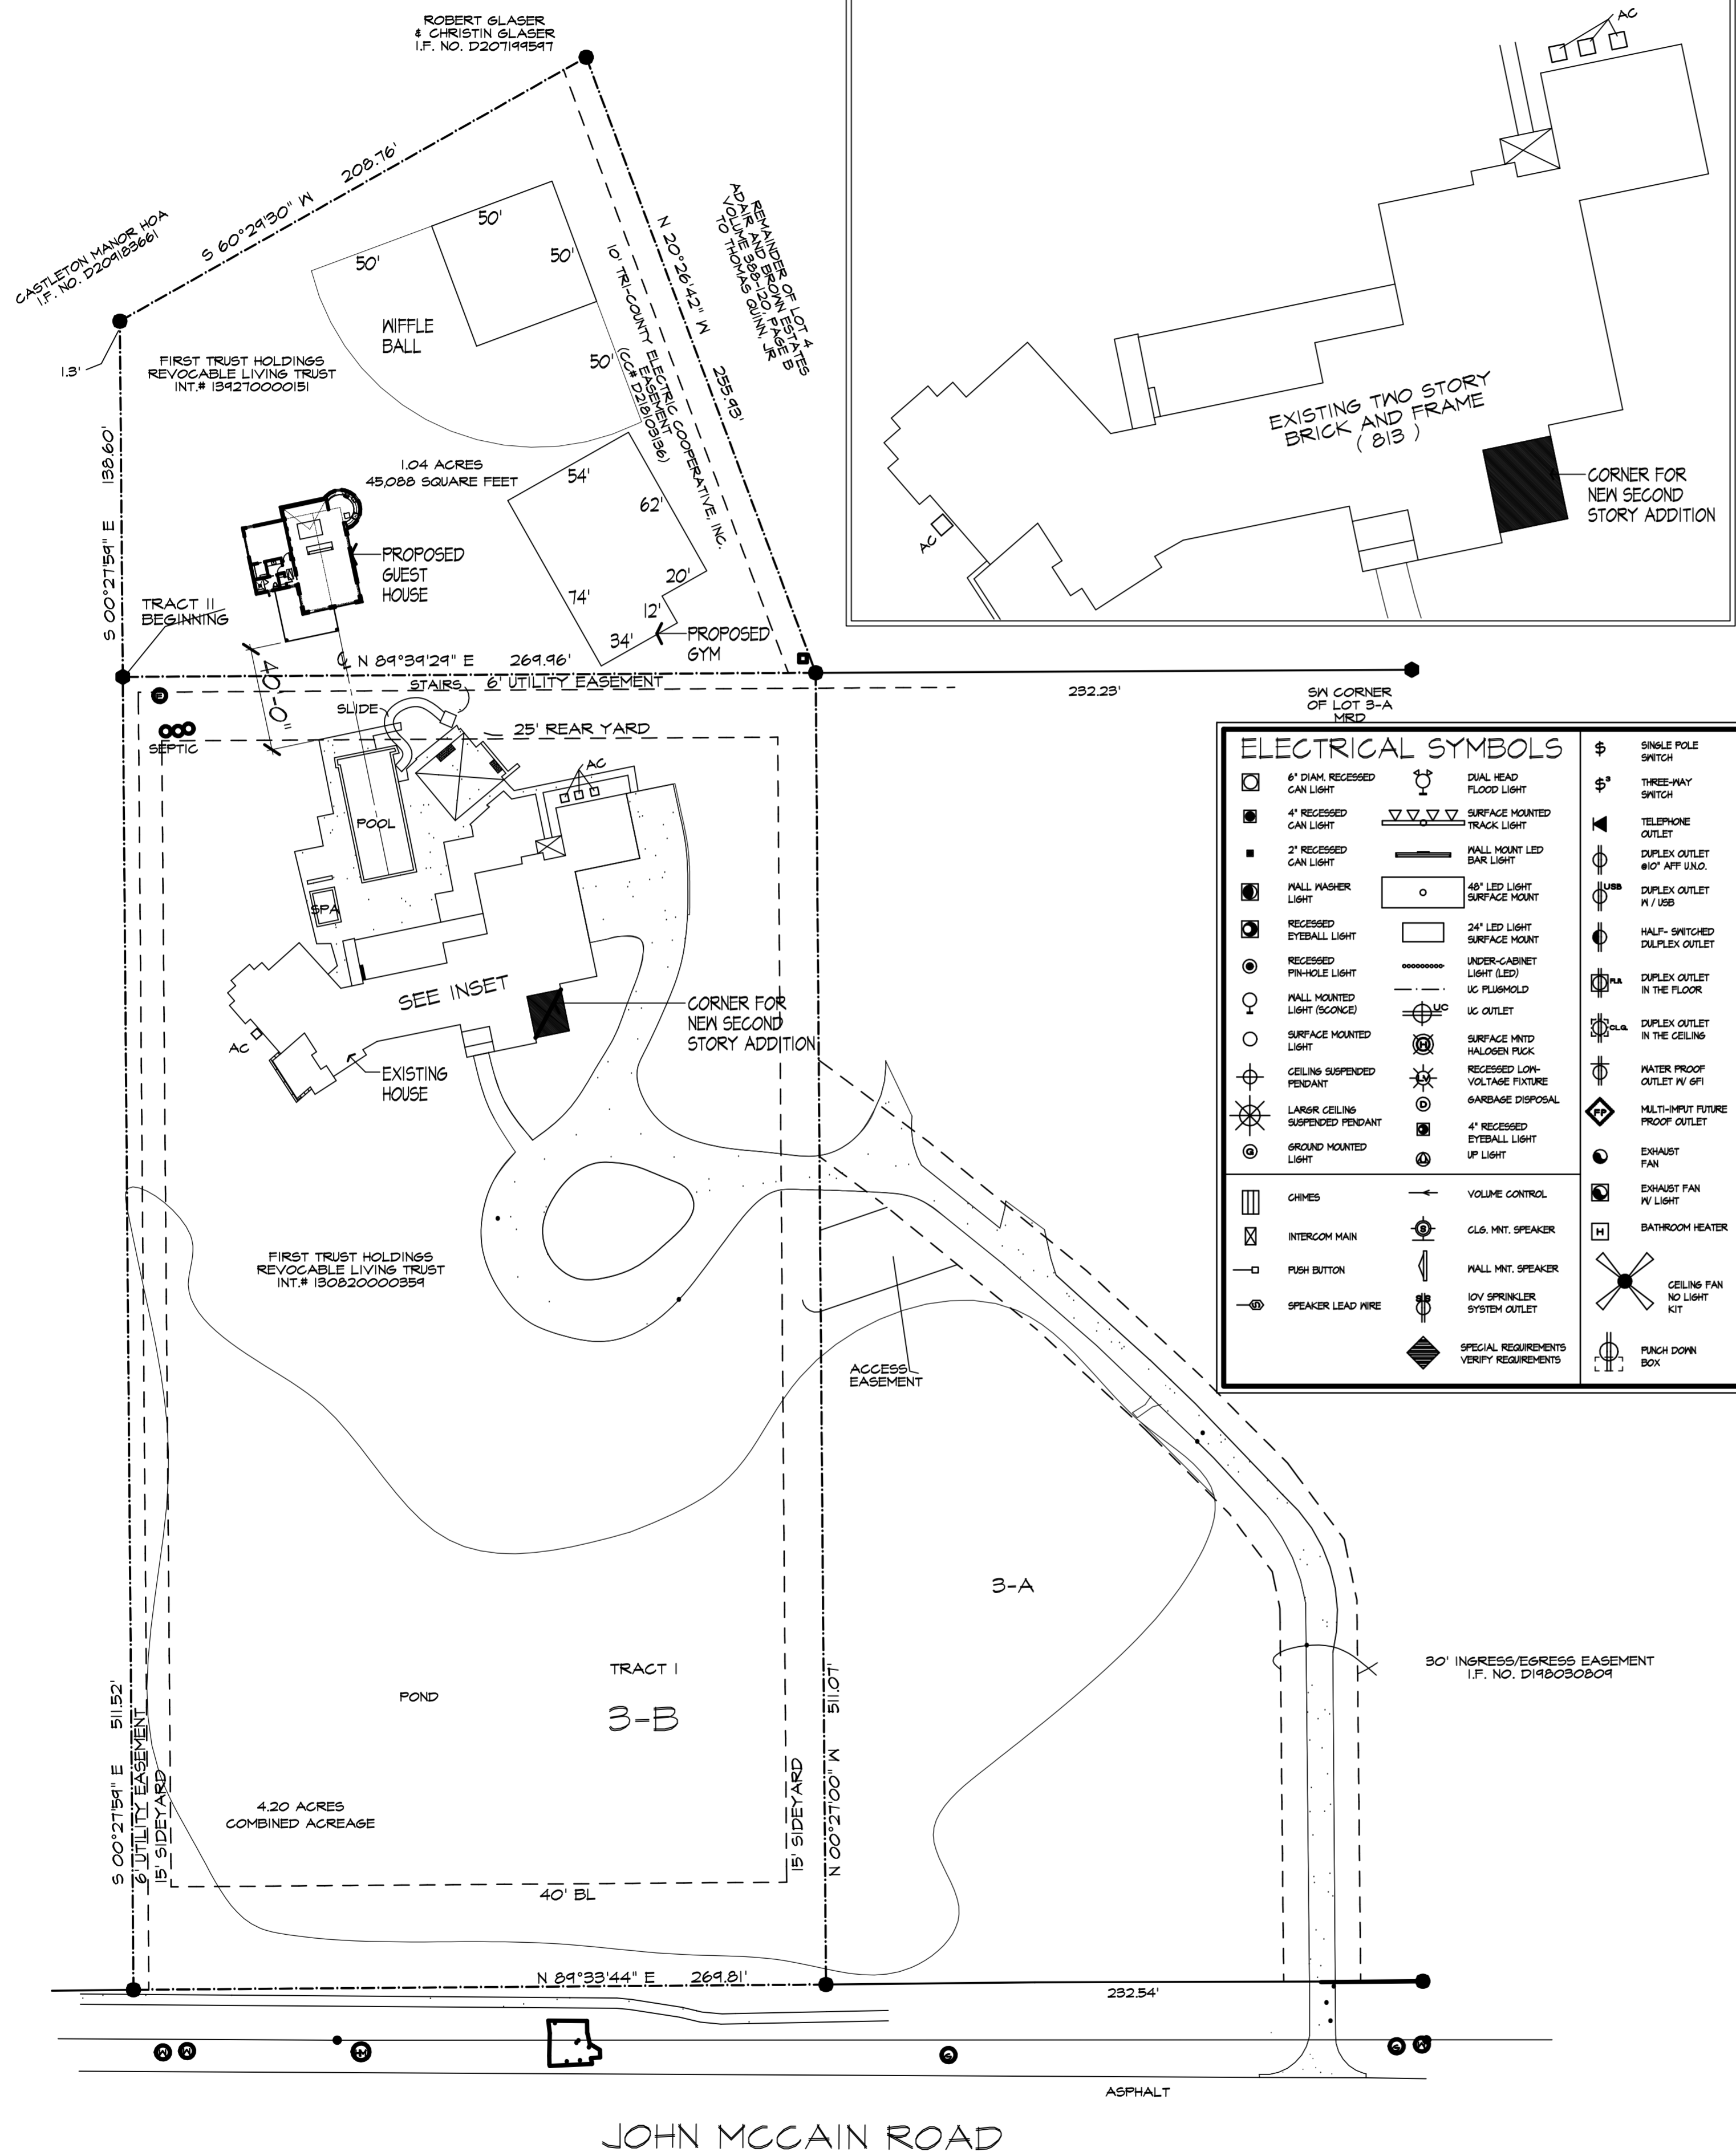 ROBERT GLASER
& CHRISTIN GLASER
I.F. NO. D207199597
CASTLETON MANOR HOA
I.F. NO. D209183661
S 60°29'30" W 208.76'
1.3'
50'
50'
50'
50'
WIFFLE
BALL
10' TRI-COUNTY ELECTRIC COOPERATIVE, INC.
EASEMENT
(CC# D218103136)
N 20°26'42" W 255.93'
REMAINDER OF LOT 4
ADAIR AND BROWN ESTATES
VOLUME 388-120, PAGE B
TO THOMAS QUINN, JR
FIRST TRUST HOLDINGS
REVOCABLE LIVING TRUST
INT.# 139270000151
S 00°27'59" E 138.60'
1.04 ACRES
45,088 SQUARE FEET
54'
62'
20'
12'
34'
74'
PROPOSED
GUEST
HOUSE
PROPOSED
GYM
TRACT II
BEGINNING
40'-0"
N 89°39'29" E 269.96'
6' UTILITY EASEMENT
232.23'
SW CORNER
OF LOT 3-A
MRD
AC
EXISTING TWO STORY
BRICK AND FRAME
( 813 )
CORNER FOR
NEW SECOND
STORY ADDITION
AC
E
SEPTIC
STAIRS
SLIDE
25' REAR YARD
AC
POOL
SPA
SEE INSET
CORNER FOR
NEW SECOND
STORY ADDITION
AC
EXISTING
HOUSE
ELECTRICAL SYMBOLS
6" DIAM. RECESSED
CAN LIGHT
4" RECESSED
CAN LIGHT
2" RECESSED
CAN LIGHT
WALL WASHER
LIGHT
RECESSED
EYEBALL LIGHT
RECESSED
PIN-HOLE LIGHT
WALL MOUNTED
LIGHT (SCONCE)
SURFACE MOUNTED
LIGHT
CEILING SUSPENDED
PENDANT
LARGR CEILING
SUSPENDED PENDANT
G
GROUND MOUNTED
LIGHT
DUAL HEAD
FLOOD LIGHT
SURFACE MOUNTED
TRACK LIGHT
WALL MOUNT LED
BAR LIGHT
48" LED LIGHT
SURFACE MOUNT
24" LED LIGHT
SURFACE MOUNT
UNDER-CABINET
LIGHT (LED)
UC PLUGMOLD
UC
UC OUTLET
H
SURFACE MNTD
HALOGEN PUCK
LV
RECESSED LOW-
VOLTAGE FIXTURE
D
GARBAGE DISPOSAL
4" RECESSED
EYEBALL LIGHT
U
UP LIGHT
CHIMES
INTERCOM MAIN
PUSH BUTTON
S
SPEAKER LEAD WIRE
VOLUME CONTROL
S
CLG. MNT. SPEAKER
WALL MNT. SPEAKER
SS
10V SPRINKLER
SYSTEM OUTLET
SPECIAL REQUIREMENTS
VERIFY REQUIREMENTS
$
SINGLE POLE
SWITCH
$3
THREE-WAY
SWITCH
TELEPHONE
OUTLET
DUPLEX OUTLET
@10" AFF U.N.O.
USB
DUPLEX OUTLET
W / USB
HALF- SWITCHED
DULPLEX OUTLET
FLR.
DUPLEX OUTLET
IN THE FLOOR
CLG.
DUPLEX OUTLET
IN THE CEILING
WATER PROOF
OUTLET W/ GFI
FP
MULTI-IMPUT FUTURE
PROOF OUTLET
EXHAUST
FAN
EXHAUST FAN
W/ LIGHT
H
BATHROOM HEATER
CEILING FAN
NO LIGHT
KIT
PUNCH DOWN
BOX
FIRST TRUST HOLDINGS
REVOCABLE LIVING TRUST
INT.# 130820000359
ACCESS
EASEMENT
3-A
TRACT I
3-B
POND
30' INGRESS/EGRESS EASEMENT
I.F. NO. D198030809
S 00°27'59" E 511.52'
6' UTILITY EASEMENT
15' SIDEYARD
15' SIDEYARD
N 00°27'00" W 511.07'
4.20 ACRES
COMBINED ACREAGE
40' BL
N 89°33'44" E 269.81'
232.54'
ASPHALT
JOHN MCCAIN ROAD